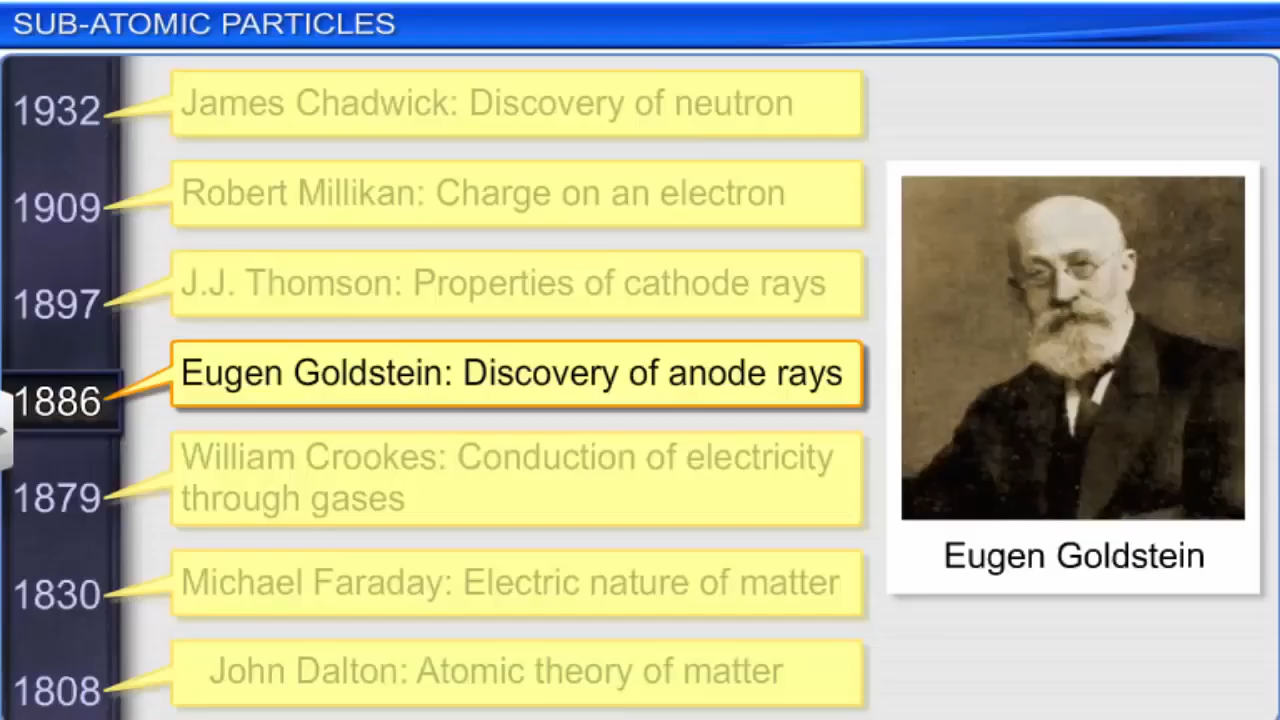 SUB-ATOMIC PARTICLES
1932
James Chadwick: Discovery of neutron
1909
Robert Millikan: Charge on an electron
1897
J.J. Thomson: Properties of cathode rays
1886
Eugen Goldstein: Discovery of anode rays
1879
William Crookes: Conduction of electricity
through gases
1830
Michael Faraday: Electric nature of matter
1808
John Dalton: Atomic theory of matter
Eugen Goldstein